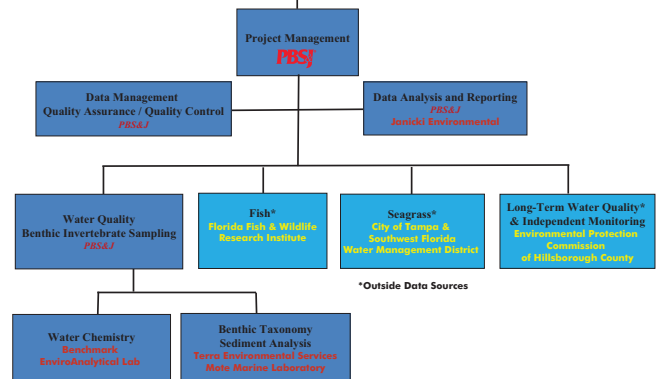 Project Management
PBSJ
Data Management
Quality Assurance / Quality Control
PBS&J
Data Analysis and Reporting
PBS&J
Janicki Environmental
Water Quality
Benthic Invertebrate Sampling
PBS&J
Fish*
Florida Fish & Wildlife
Research Institute
Seagrass*
City of Tampa &
Southwest Florida
Water Management District
Long-Term Water Quality*
& Independent Monitoring
Environmental Protection
Commission
of Hillsborough County
*Outside Data Sources
Water Chemistry
Benchmark
EnviroAnalytical Lab
Benthic Taxonomy
Sediment Analysis
Terra Environmental Services
Mote Marine Laboratory